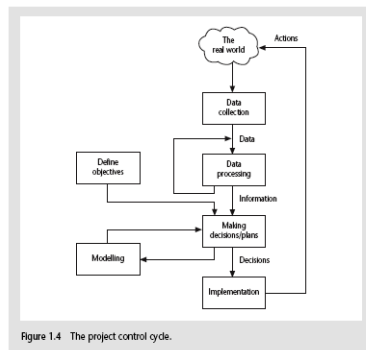 The
real world
Actions
Data
collection
Data
Define
objectives
Data
processing
Information
Making
decisions/plans
Modelling
Decisions
Implementation
Figure 1.4 The project control cycle.